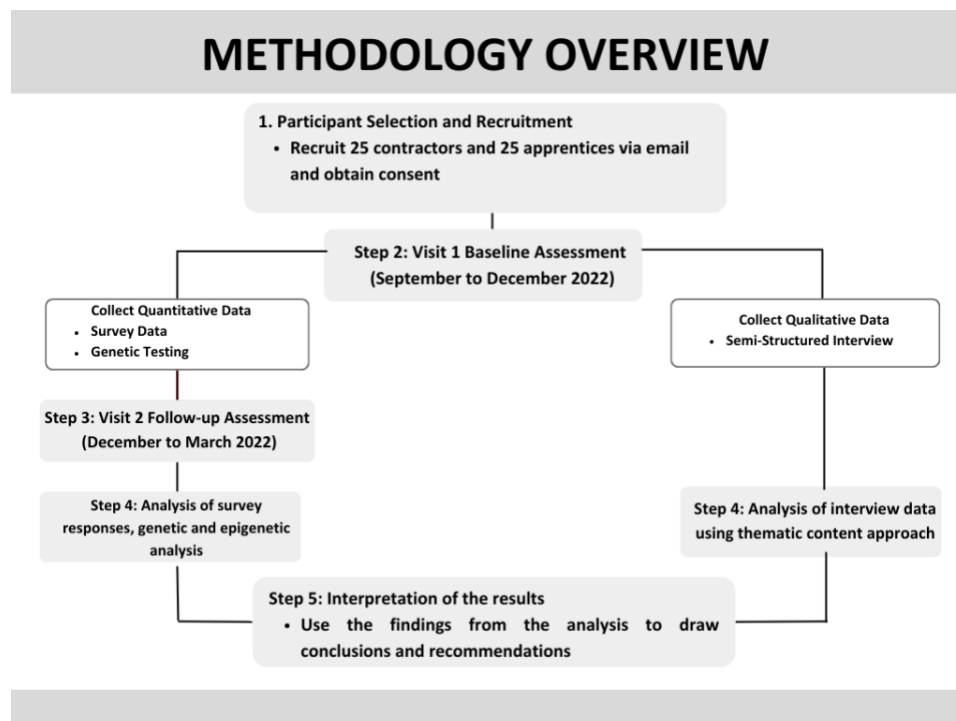 METHODOLOGY OVERVIEW
1. Participant Selection and Recruitment
• Recruit 25 contractors and 25 apprentices via email
and obtain consent
Step 2: Visit 1 Baseline Assessment
(September to December 2022)
Collect Quantitative Data
• Survey Data
• Genetic Testing
Collect Qualitative Data
• Semi-Structured Interview
Step 3: Visit 2 Follow-up Assessment
(December to March 2022)
Step 4: Analysis of survey
responses, genetic and epigenetic
analysis
Step 4: Analysis of interview data
using thematic content approach
Step 5: Interpretation of the results
• Use the findings from the analysis to draw
conclusions and recommendations